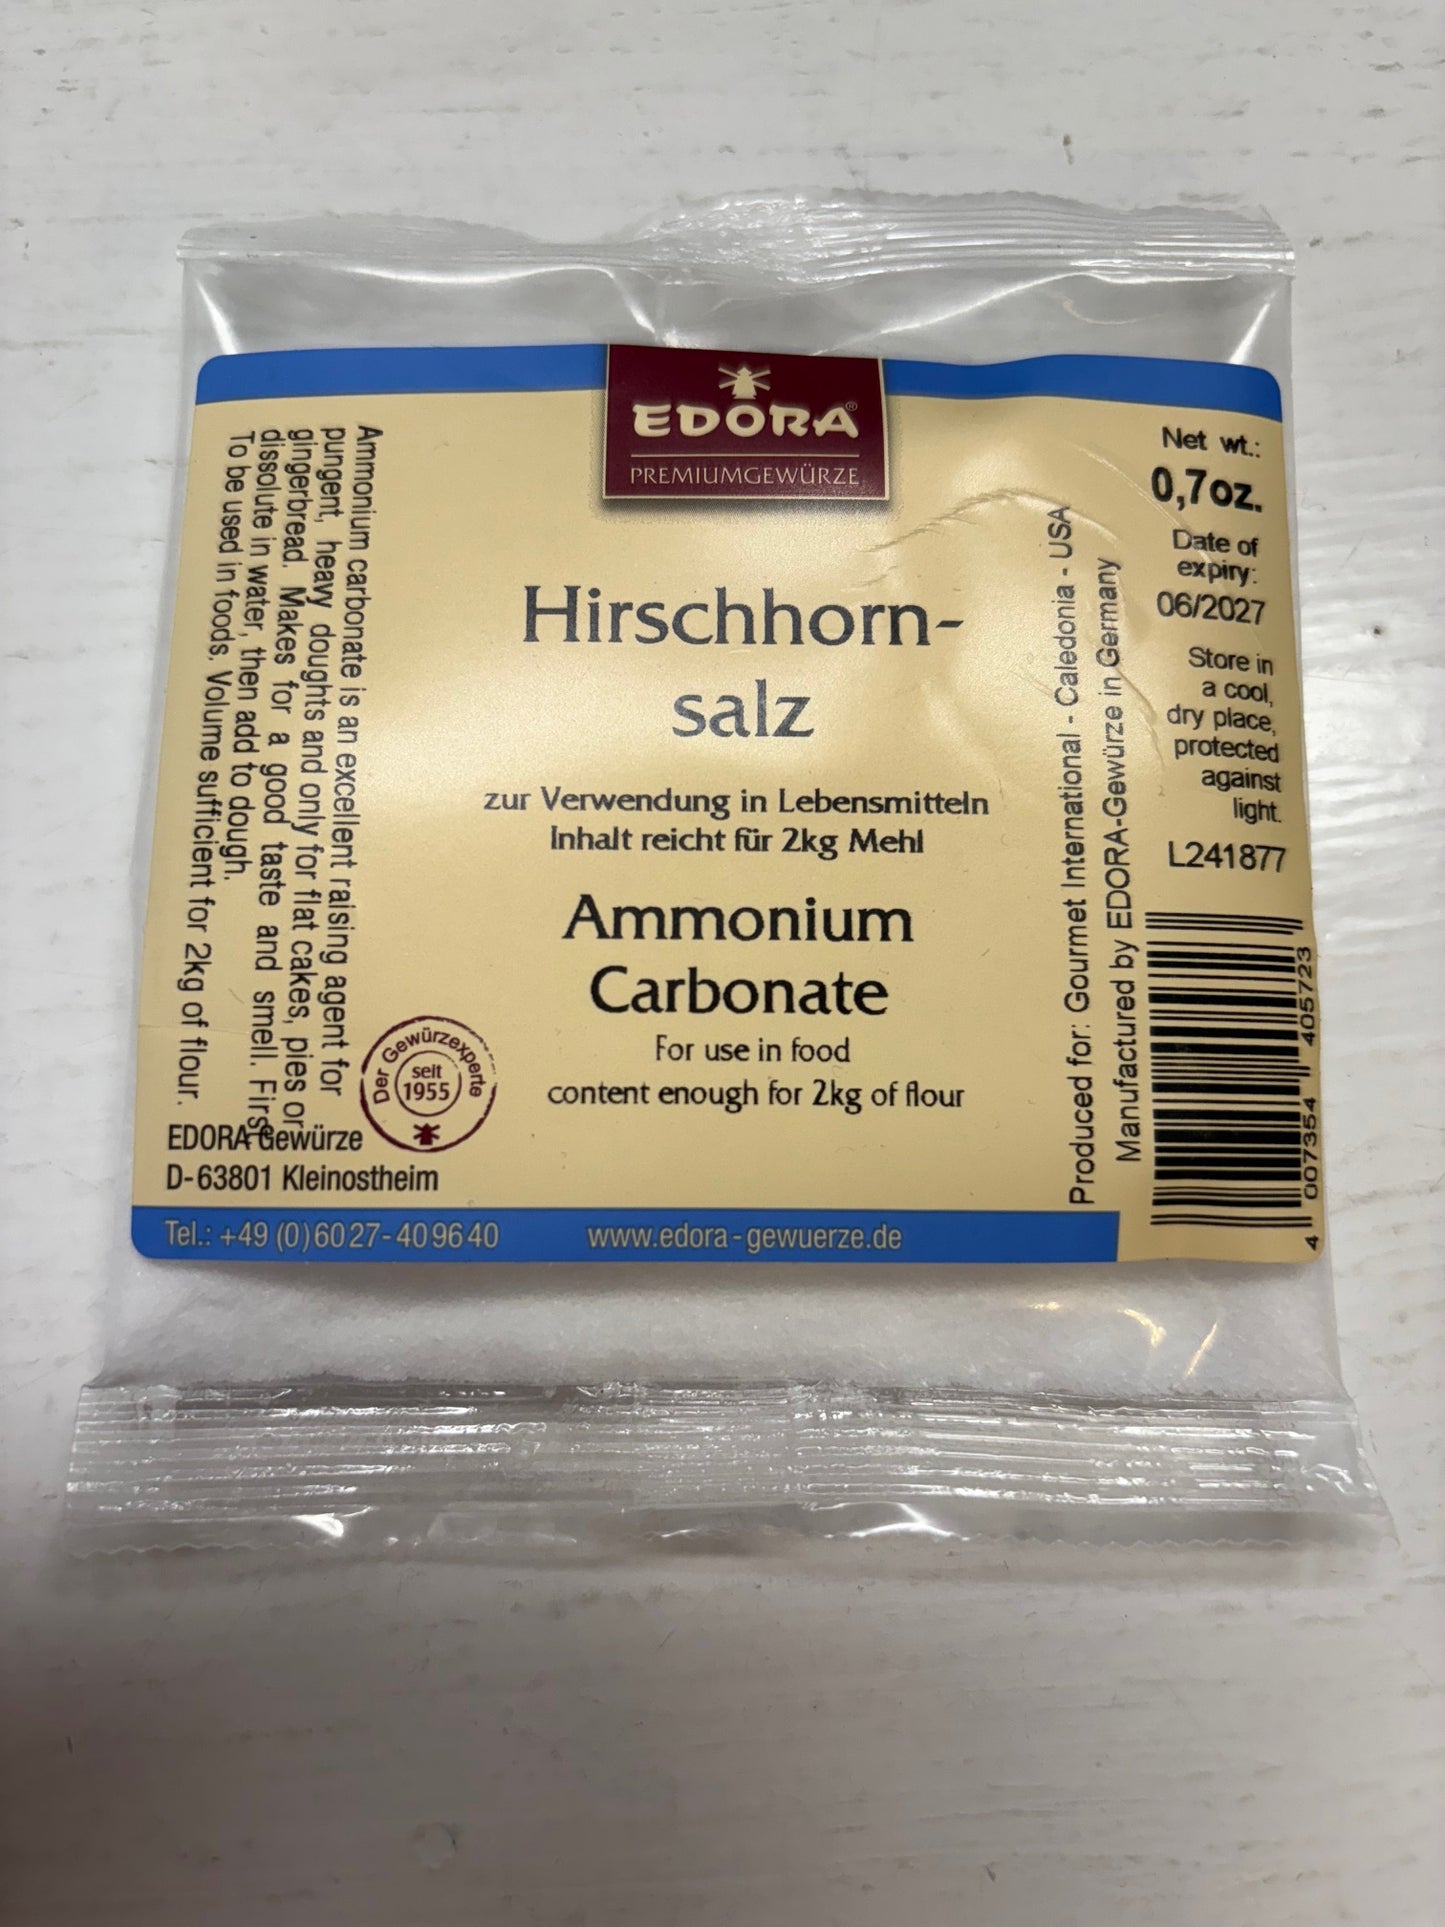 EDORA®
PREMIUMGEWÜRZE
Hirschhorn-
salz
zur Verwendung in Lebensmitteln
Inhalt reicht für 2kg Mehl
Ammonium
Carbonate
For use in food
content enough for 2kg of flour
Ammonium carbonate is an excellent raising agent for
pungent, heavy doughts and only for flat cakes, pies or
gingerbread. Makes for a good taste and smell. First
dissolute in water, then add to dough.
To be used in foods. Volume sufficient for 2kg of flour.
Der Gewürzexperte
seit
1955
EDORA Gewürze
D-63801 Kleinostheim
Tel.: +49 (0) 60 27-40 96 40
www.edora-gewuerze.de
Produced for: Gourmet International - Caledonia - USA
Manufactured by EDORA-Gewürze in Germany
Net wt.:
0,7oz.
Date of
expiry:
06/2027
Store in
a cool,
dry place,
protected
against
light.
L241877
4 007354 405723